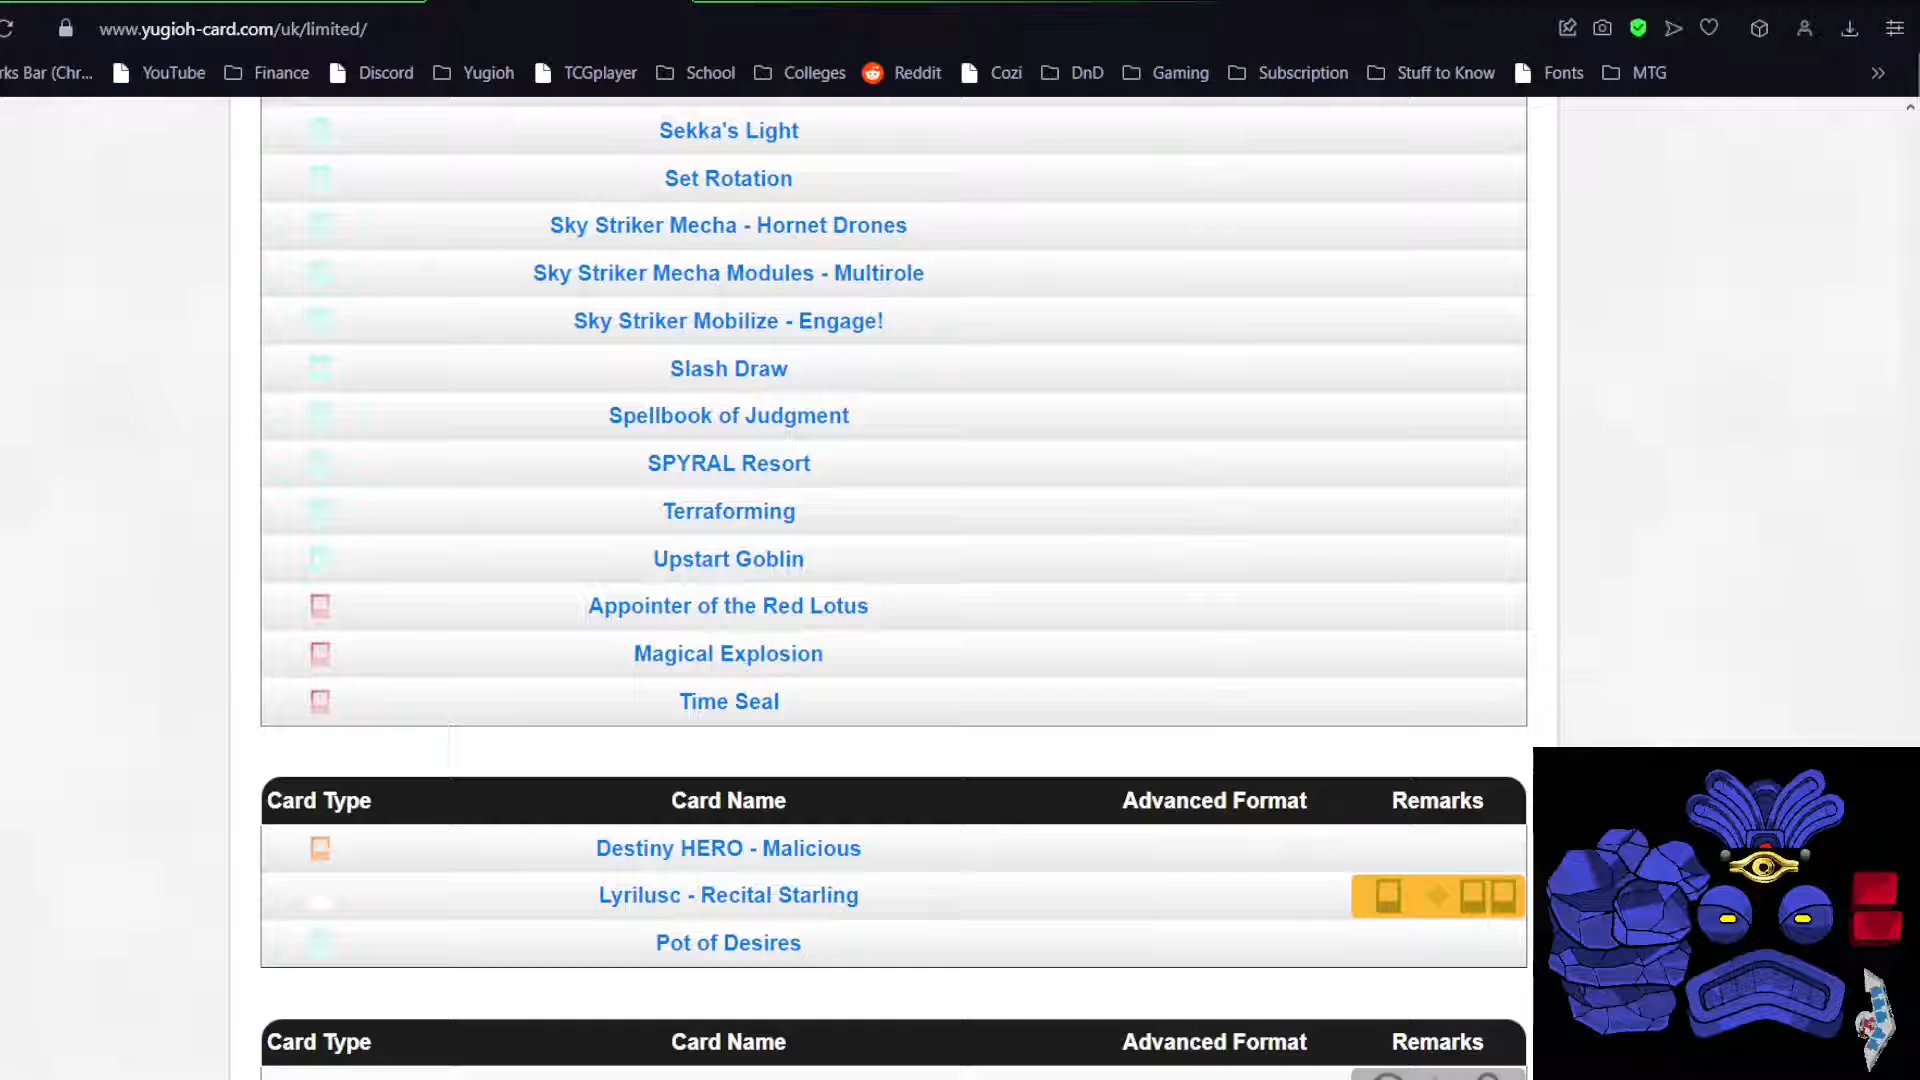 www.yugioh-card.com/uk/limited/
rks Bar (Chr... YouTube Finance Discord Yugioh TCGplayer School Colleges Reddit Cozi DnD Gaming Subscription Stuff to Know Fonts MTG
Sekka's Light
Set Rotation
Sky Striker Mecha - Hornet Drones
Sky Striker Mecha Modules - Multirole
Sky Striker Mobilize - Engage!
Slash Draw
Spellbook of Judgment
SPYRAL Resort
Terraforming
Upstart Goblin
Appointer of the Red Lotus
Magical Explosion
Time Seal
Card Type Card Name Advanced Format Remarks
Destiny HERO - Malicious
Lyrilusc - Recital Starling
Pot of Desires
Card Type Card Name Advanced Format Remarks